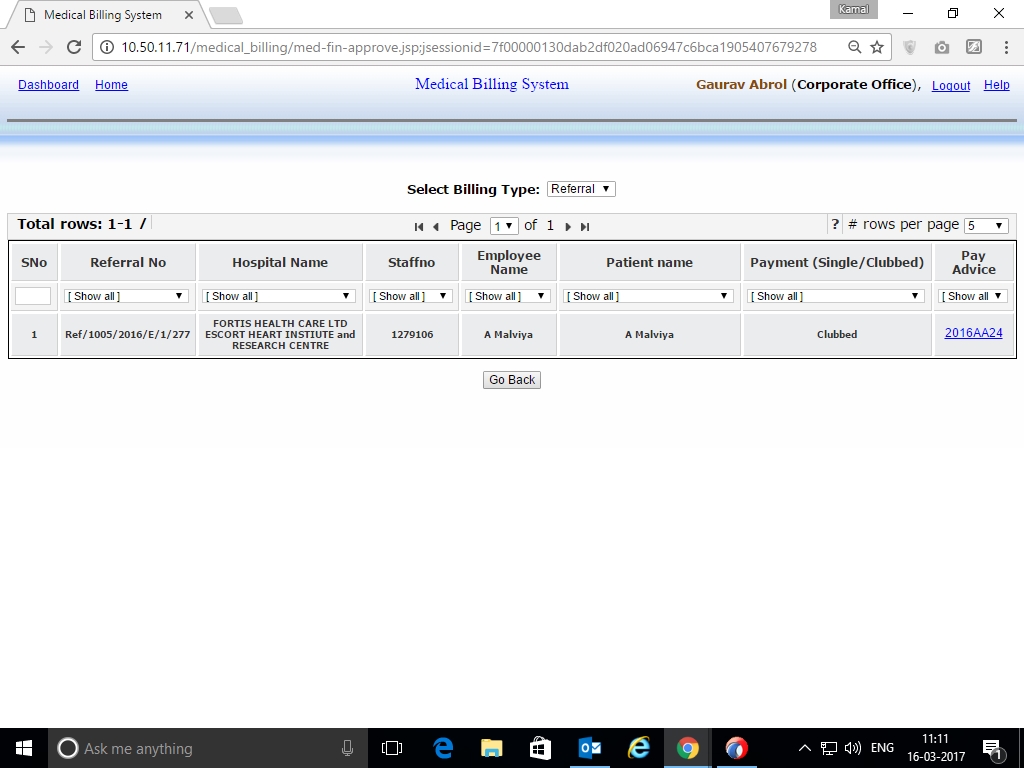 Medical Billing System
Kamal
10.50.11.71/medical_billing/med-fin-approve.jsp;jsessionid=7f00000130dab2df020ad06947c6bca1905407679278
Dashboard Home Medical Billing System Gaurav Abrol (Corporate Office), Logout Help
Select Billing Type: Referral
Total rows: 1-1 / Page 1 of 1 ? # rows per page 5
SNo Referral No Hospital Name Staffno Employee Name Patient name Payment (Single/Clubbed) Pay Advice
[ Show all ] [ Show all ] [ Show all ] [ Show all ] [ Show all ] [ Show all ] [ Show all
1 Ref/1005/2016/E/1/277 FORTIS HEALTH CARE LTD ESCORT HEART INSTIUTE and RESEARCH CENTRE 1279106 A Malviya A Malviya Clubbed 2016AA24
Go Back
Ask me anything
ENG
11:11
16-03-2017
1